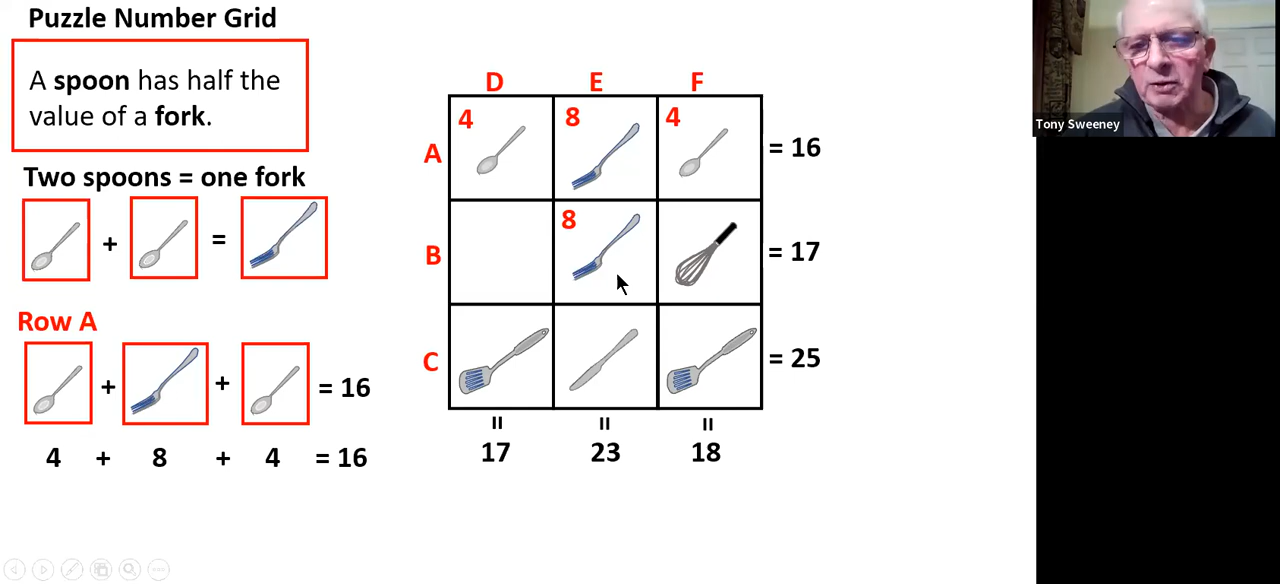 Puzzle Number Grid
A spoon has half the
value of a fork.
Two spoons = one fork
+ =
Row A
+ + = 16
4 + 8 + 4 = 16
D E F
A 4 8 4 = 16
B 8 = 17
C = 25
= = =
17 23 18
Tony Sweeney